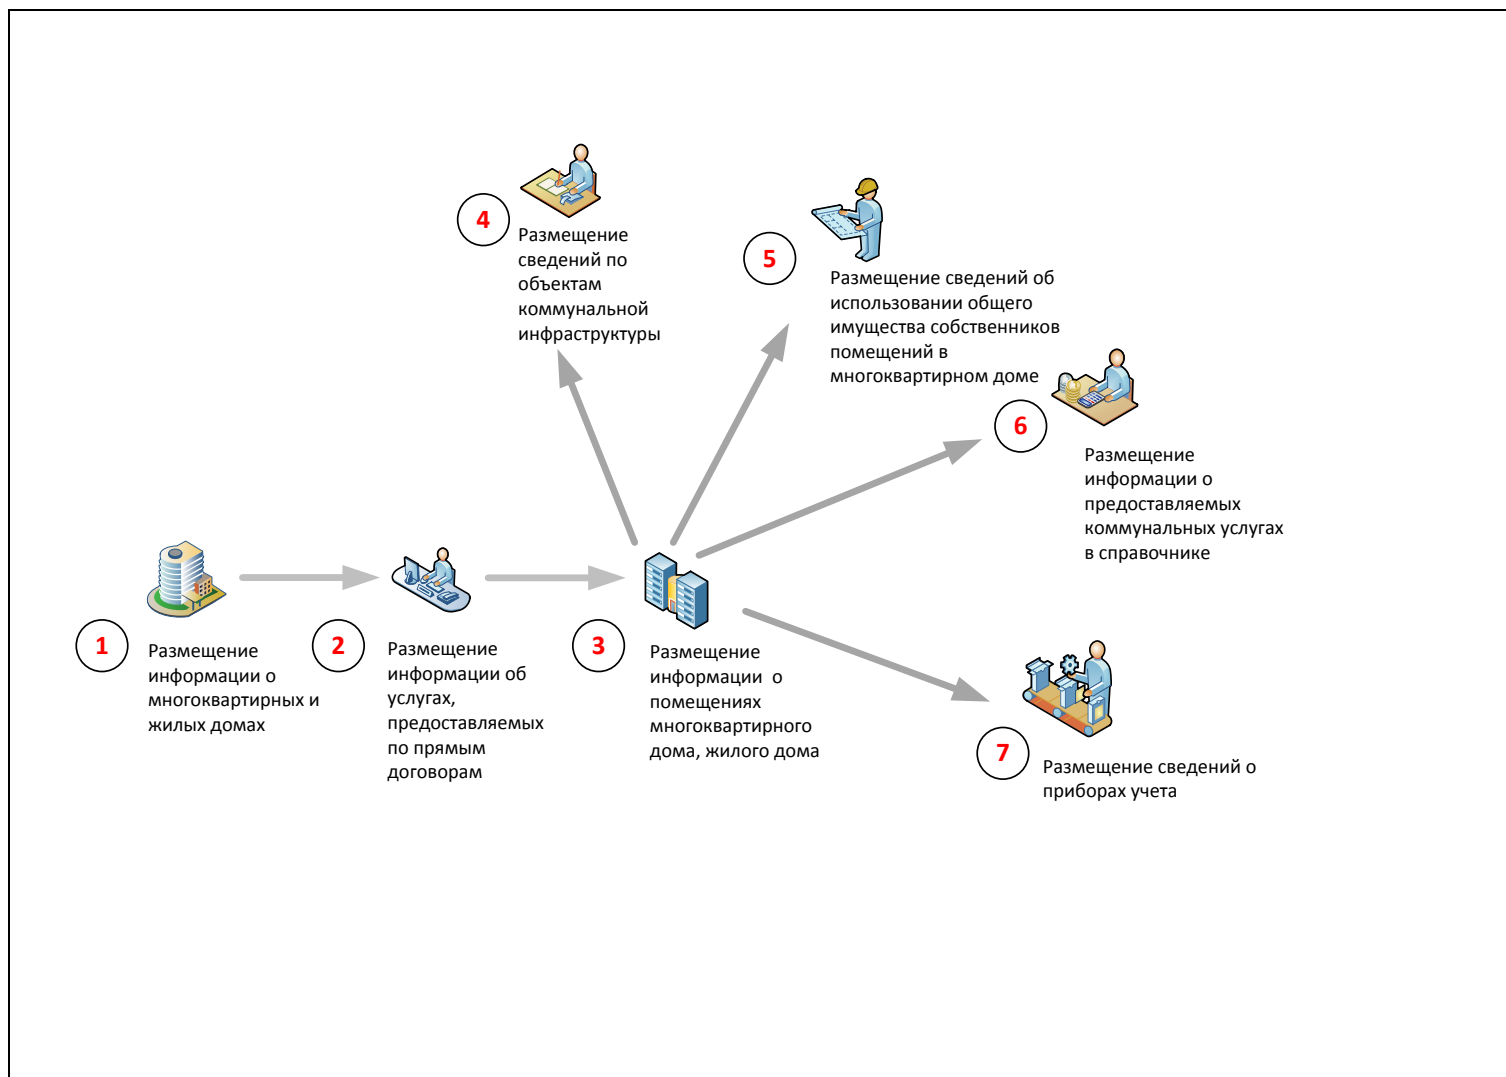 4
Размещение
сведений по
объектам
коммунальной
инфраструктуры
5
Размещение сведений об
использовании общего
имущества собственников
помещений в
многоквартирном доме
6
Размещение
информации о
предоставляемых
коммунальных услугах
в справочнике
1
Размещение
информации о
многоквартирных и
жилых домах
2
Размещение
информации об
услугах,
предоставляемых
по прямым
договорам
3
Размещение
информации о
помещениях
многоквартирного
дома, жилого дома
7
Размещение сведений о
приборах учета